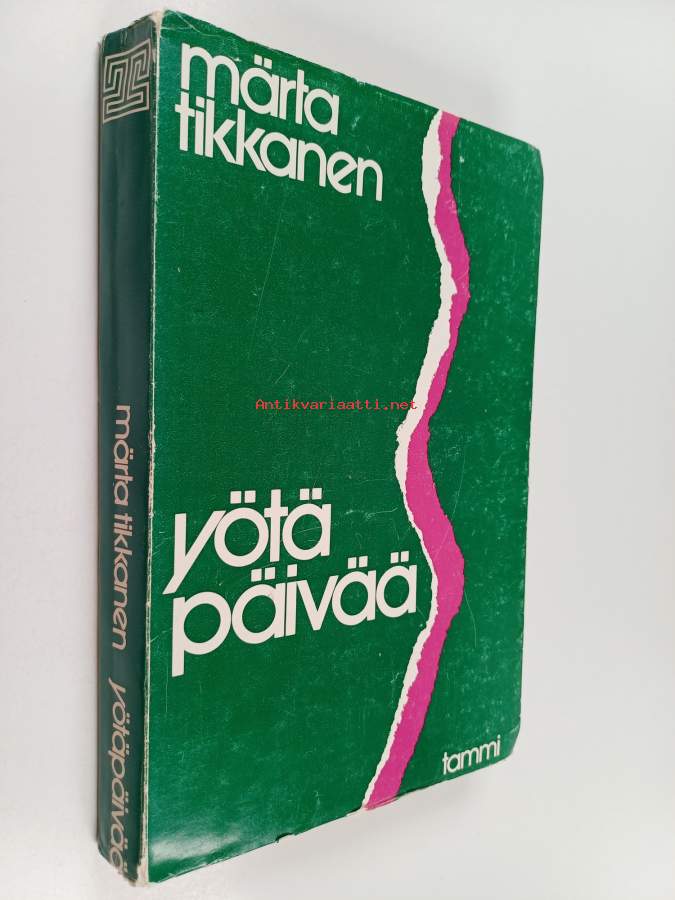 märta
tikkanen
Antikvariaatti.net
yötä
päivää
tammi
märta tikkanen yötäpäivää